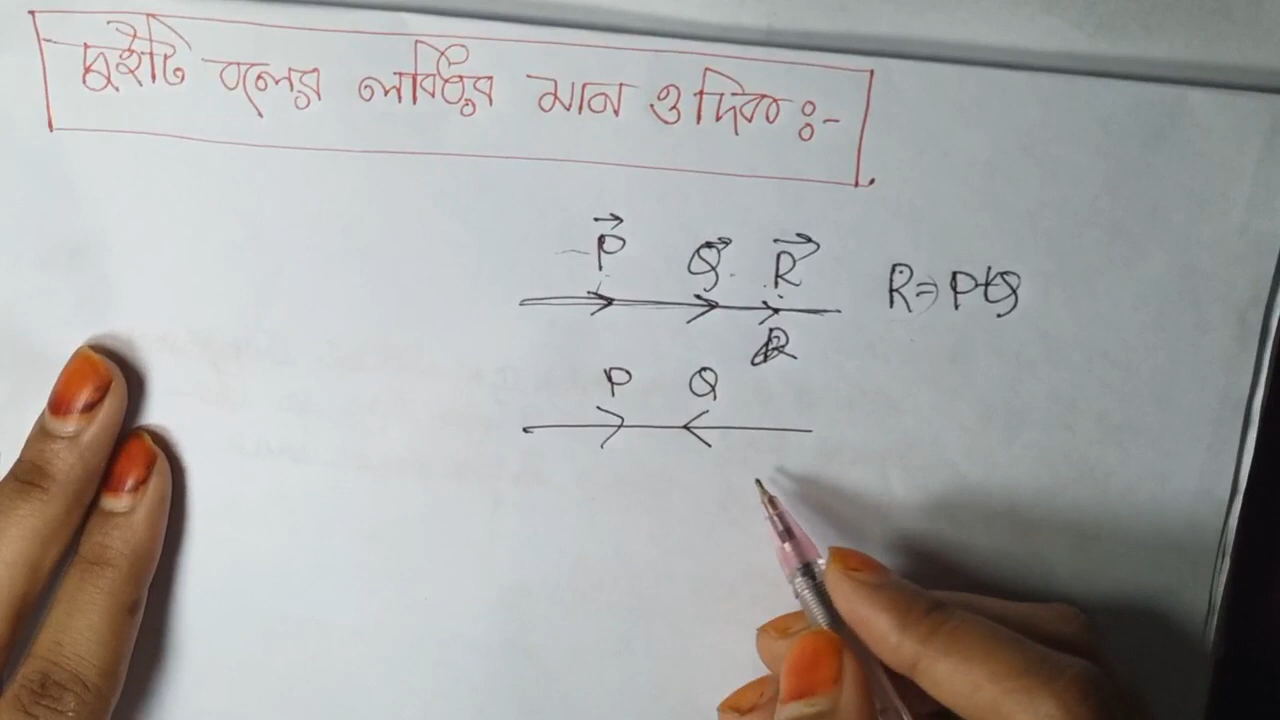 দুইটি বলের লব্ধির মান ও দিক ঃ-
P⃗ Q⃗ R⃗ R = P+Q
P Q